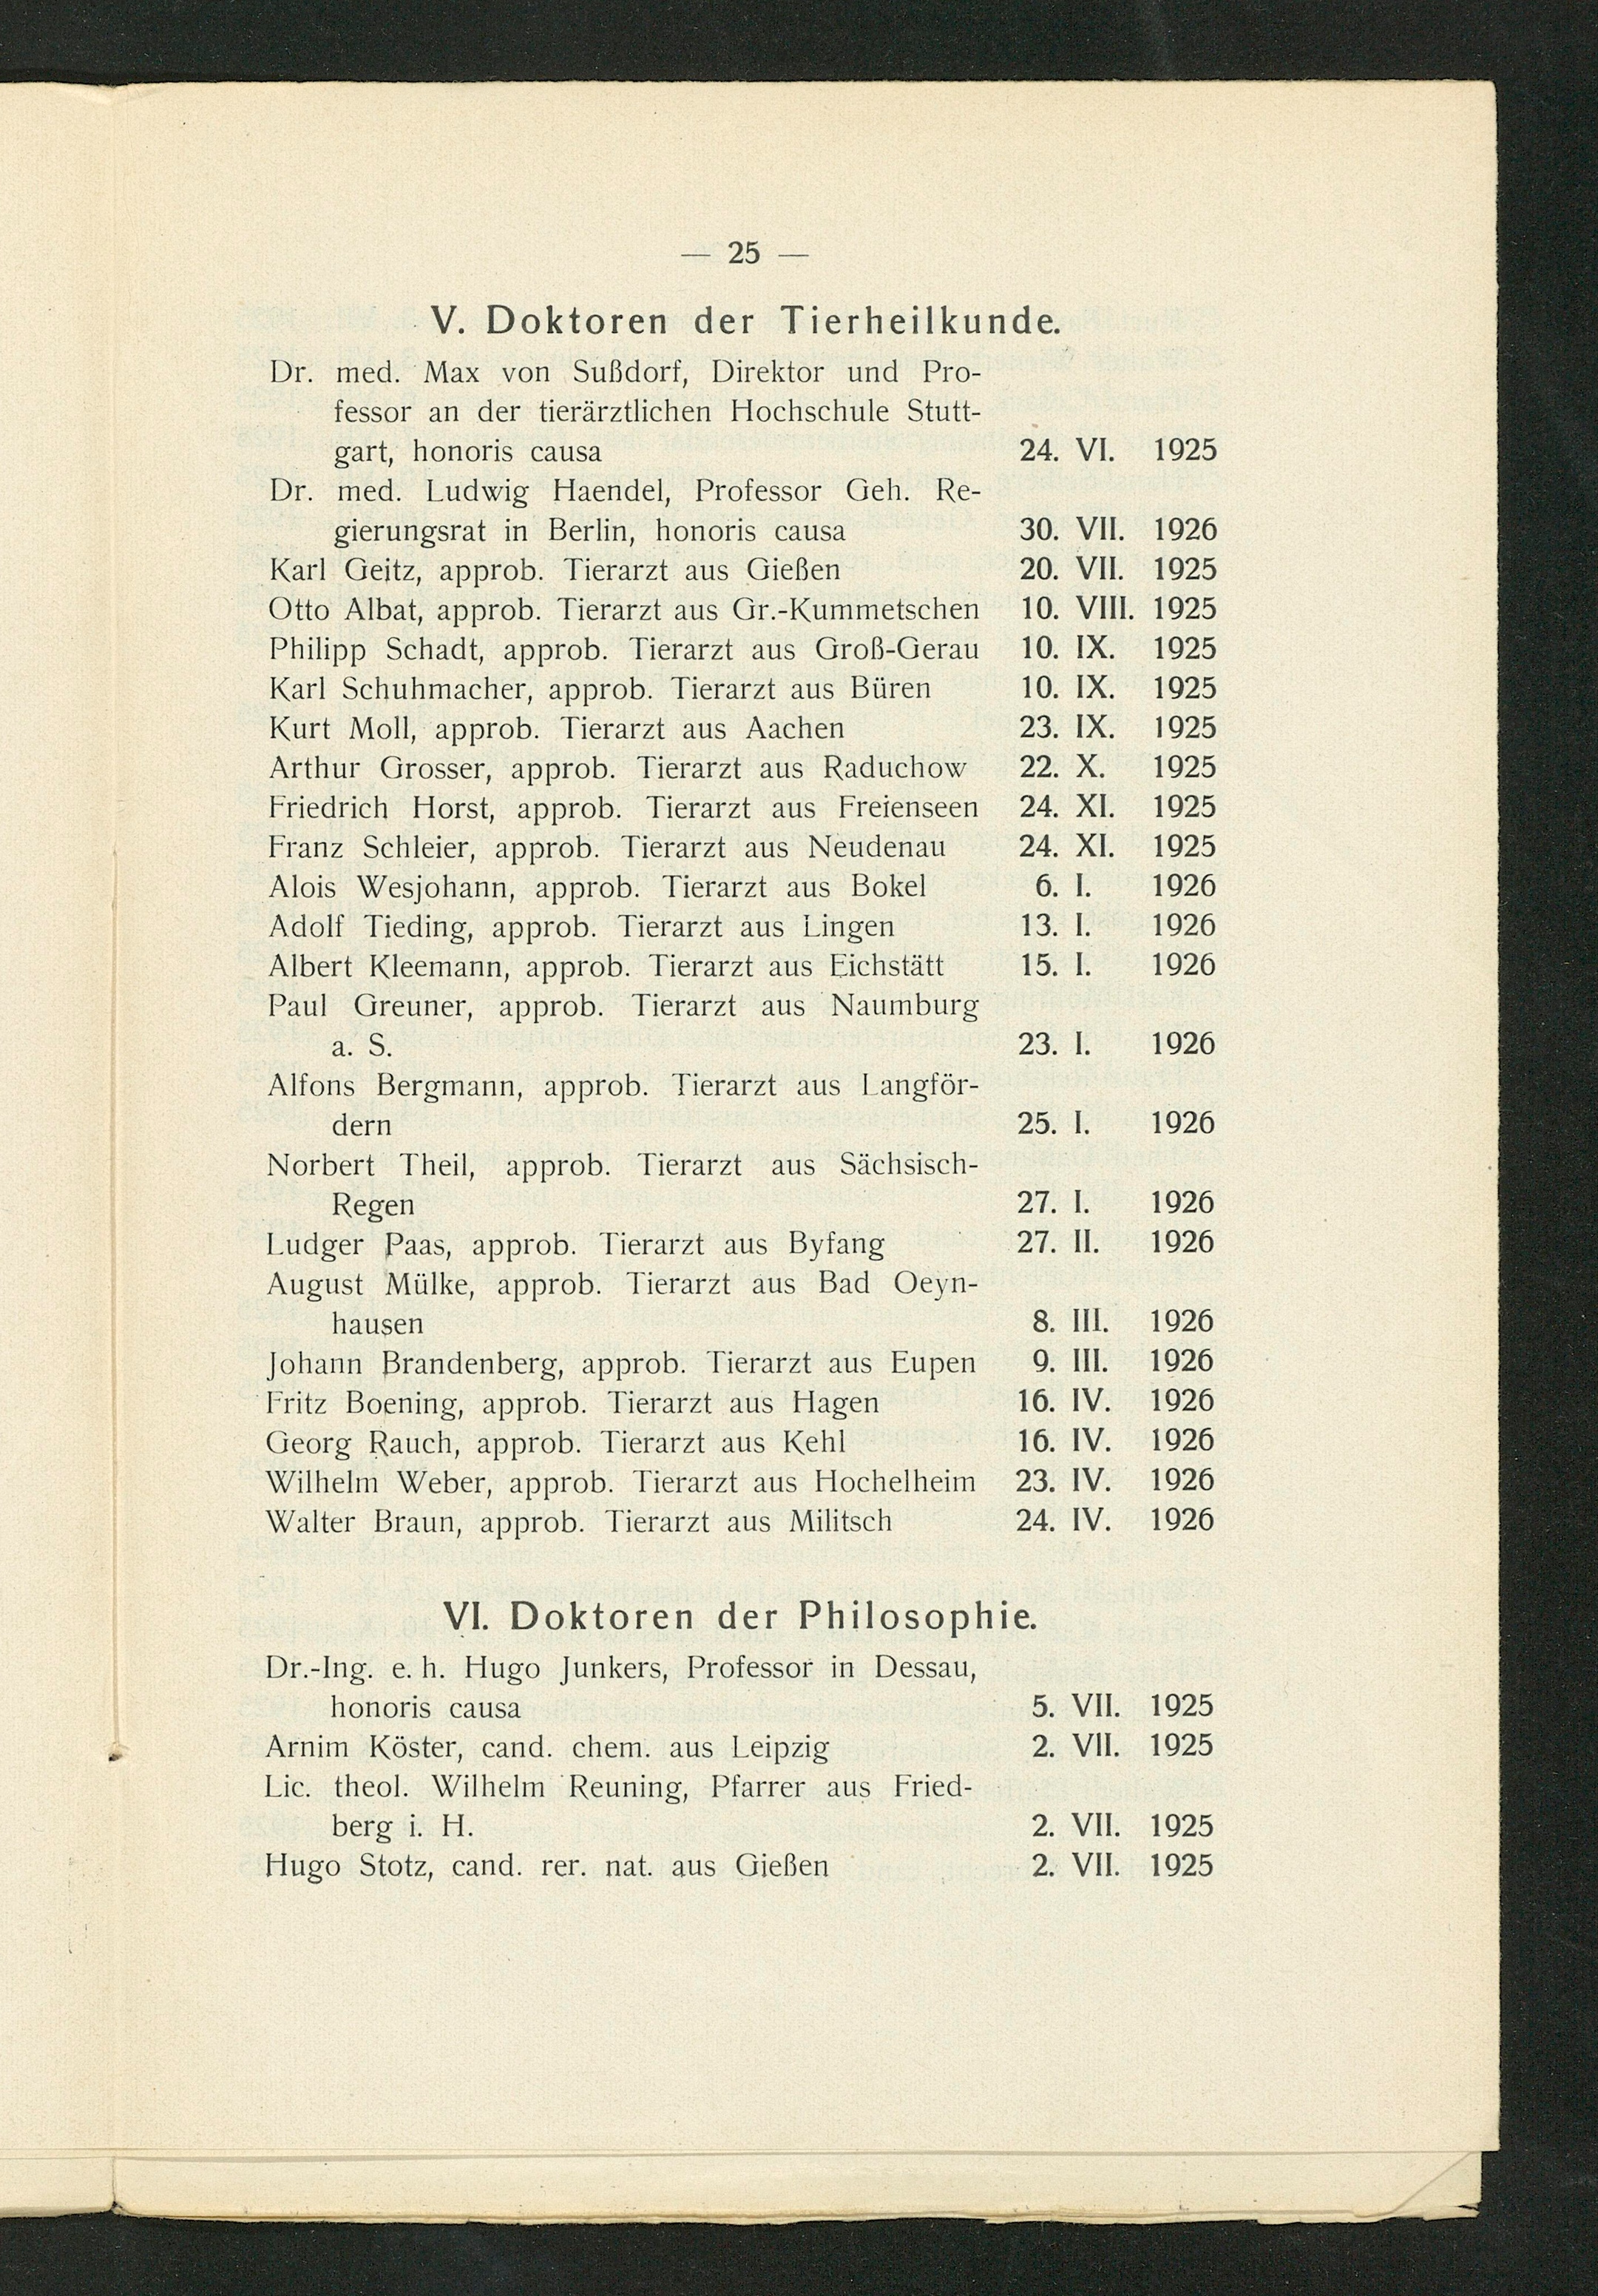 — 25 —
V. Doktoren der Tierheilkunde.
Dr. med. Max von Sußdorf, Direktor und Pro-
fessor an der tierärztlichen Hochschule Stutt-
gart, honoris causa 24. VI. 1925
Dr. med. Ludwig Haendel, Professor Geh. Re-
gierungsrat in Berlin, honoris causa 30. VII. 1926
Karl Geitz, approb. Tierarzt aus Gießen 20. VII. 1925
Otto Albat, approb. Tierarzt aus Gr.-Kummetschen 10. VIII. 1925
Philipp Schadt, approb. Tierarzt aus Groß-Gerau 10. IX. 1925
Karl Schuhmacher, approb. Tierarzt aus Büren 10. IX. 1925
Kurt Moll, approb. Tierarzt aus Aachen 23. IX. 1925
Arthur Grosser, approb. Tierarzt aus Raduchow 22. X. 1925
Friedrich Horst, approb. Tierarzt aus Freienseen 24. XI. 1925
Franz Schleier, approb. Tierarzt aus Neudenau 24. XI. 1925
Alois Wesjohann, approb. Tierarzt aus Bokel 6. I. 1926
Adolf Tieding, approb. Tierarzt aus Lingen 13. I. 1926
Albert Kleemann, approb. Tierarzt aus Eichstätt 15. I. 1926
Paul Greuner, approb. Tierarzt aus Naumburg
a. S. 23. I. 1926
Alfons Bergmann, approb. Tierarzt aus Langför-
dern 25. I. 1926
Norbert Theil, approb. Tierarzt aus Sächsisch-
Regen 27. I. 1926
Ludger Paas, approb. Tierarzt aus Byfang 27. II. 1926
August Mülke, approb. Tierarzt aus Bad Oeyn-
hausen 8. III. 1926
Johann Brandenberg, approb. Tierarzt aus Eupen 9. III. 1926
Fritz Boening, approb. Tierarzt aus Hagen 16. IV. 1926
Georg Rauch, approb. Tierarzt aus Kehl 16. IV. 1926
Wilhelm Weber, approb. Tierarzt aus Hochelheim 23. IV. 1926
Walter Braun, approb. Tierarzt aus Militsch 24. IV. 1926
VI. Doktoren der Philosophie.
Dr.-Ing. e. h. Hugo Junkers, Professor in Dessau,
honoris causa 5. VII. 1925
Arnim Köster, cand. chem. aus Leipzig 2. VII. 1925
Lic. theol. Wilhelm Reuning, Pfarrer aus Fried-
berg i. H. 2. VII. 1925
Hugo Stotz, cand. rer. nat. aus Gießen 2. VII. 1925